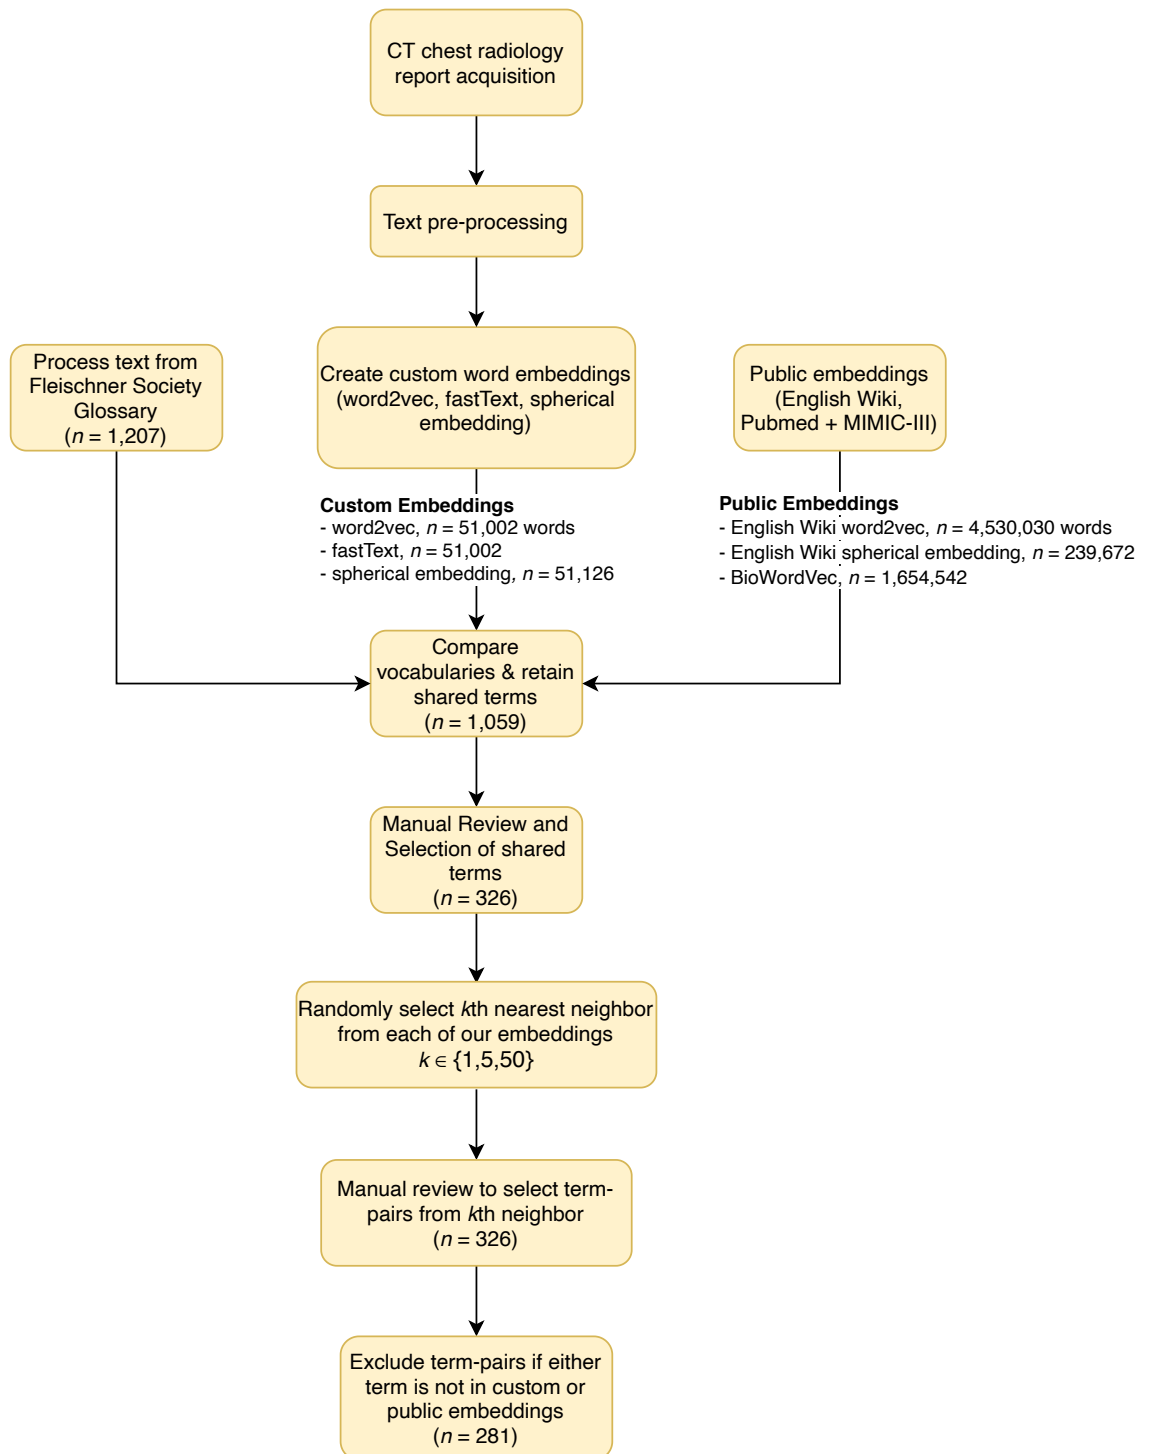 CT chest radiology
report acquisition
Text pre-processing
Process text from
Fleischner Society
Glossary
(n = 1,207)
Create custom word embeddings
(word2vec, fastText, spherical
embedding)
Public embeddings
(English Wiki,
Pubmed + MIMIC-III)
Custom Embeddings
- word2vec, n = 51,002 words
- fastText, n = 51,002
- spherical embedding, n = 51,126
Public Embeddings
- English Wiki word2vec, n = 4,530,030 words
- English Wiki spherical embedding, n = 239,672
- BioWordVec, n = 1,654,542
Compare
vocabularies & retain
shared terms
(n = 1,059)
Manual Review and
Selection of shared
terms
(n = 326)
Randomly select kth nearest neighbor
from each of our embeddings
k ∈ {1,5,50}
Manual review to select term-
pairs from kth neighbor
(n = 326)
Exclude term-pairs if either
term is not in custom or
public embeddings
(n = 281)